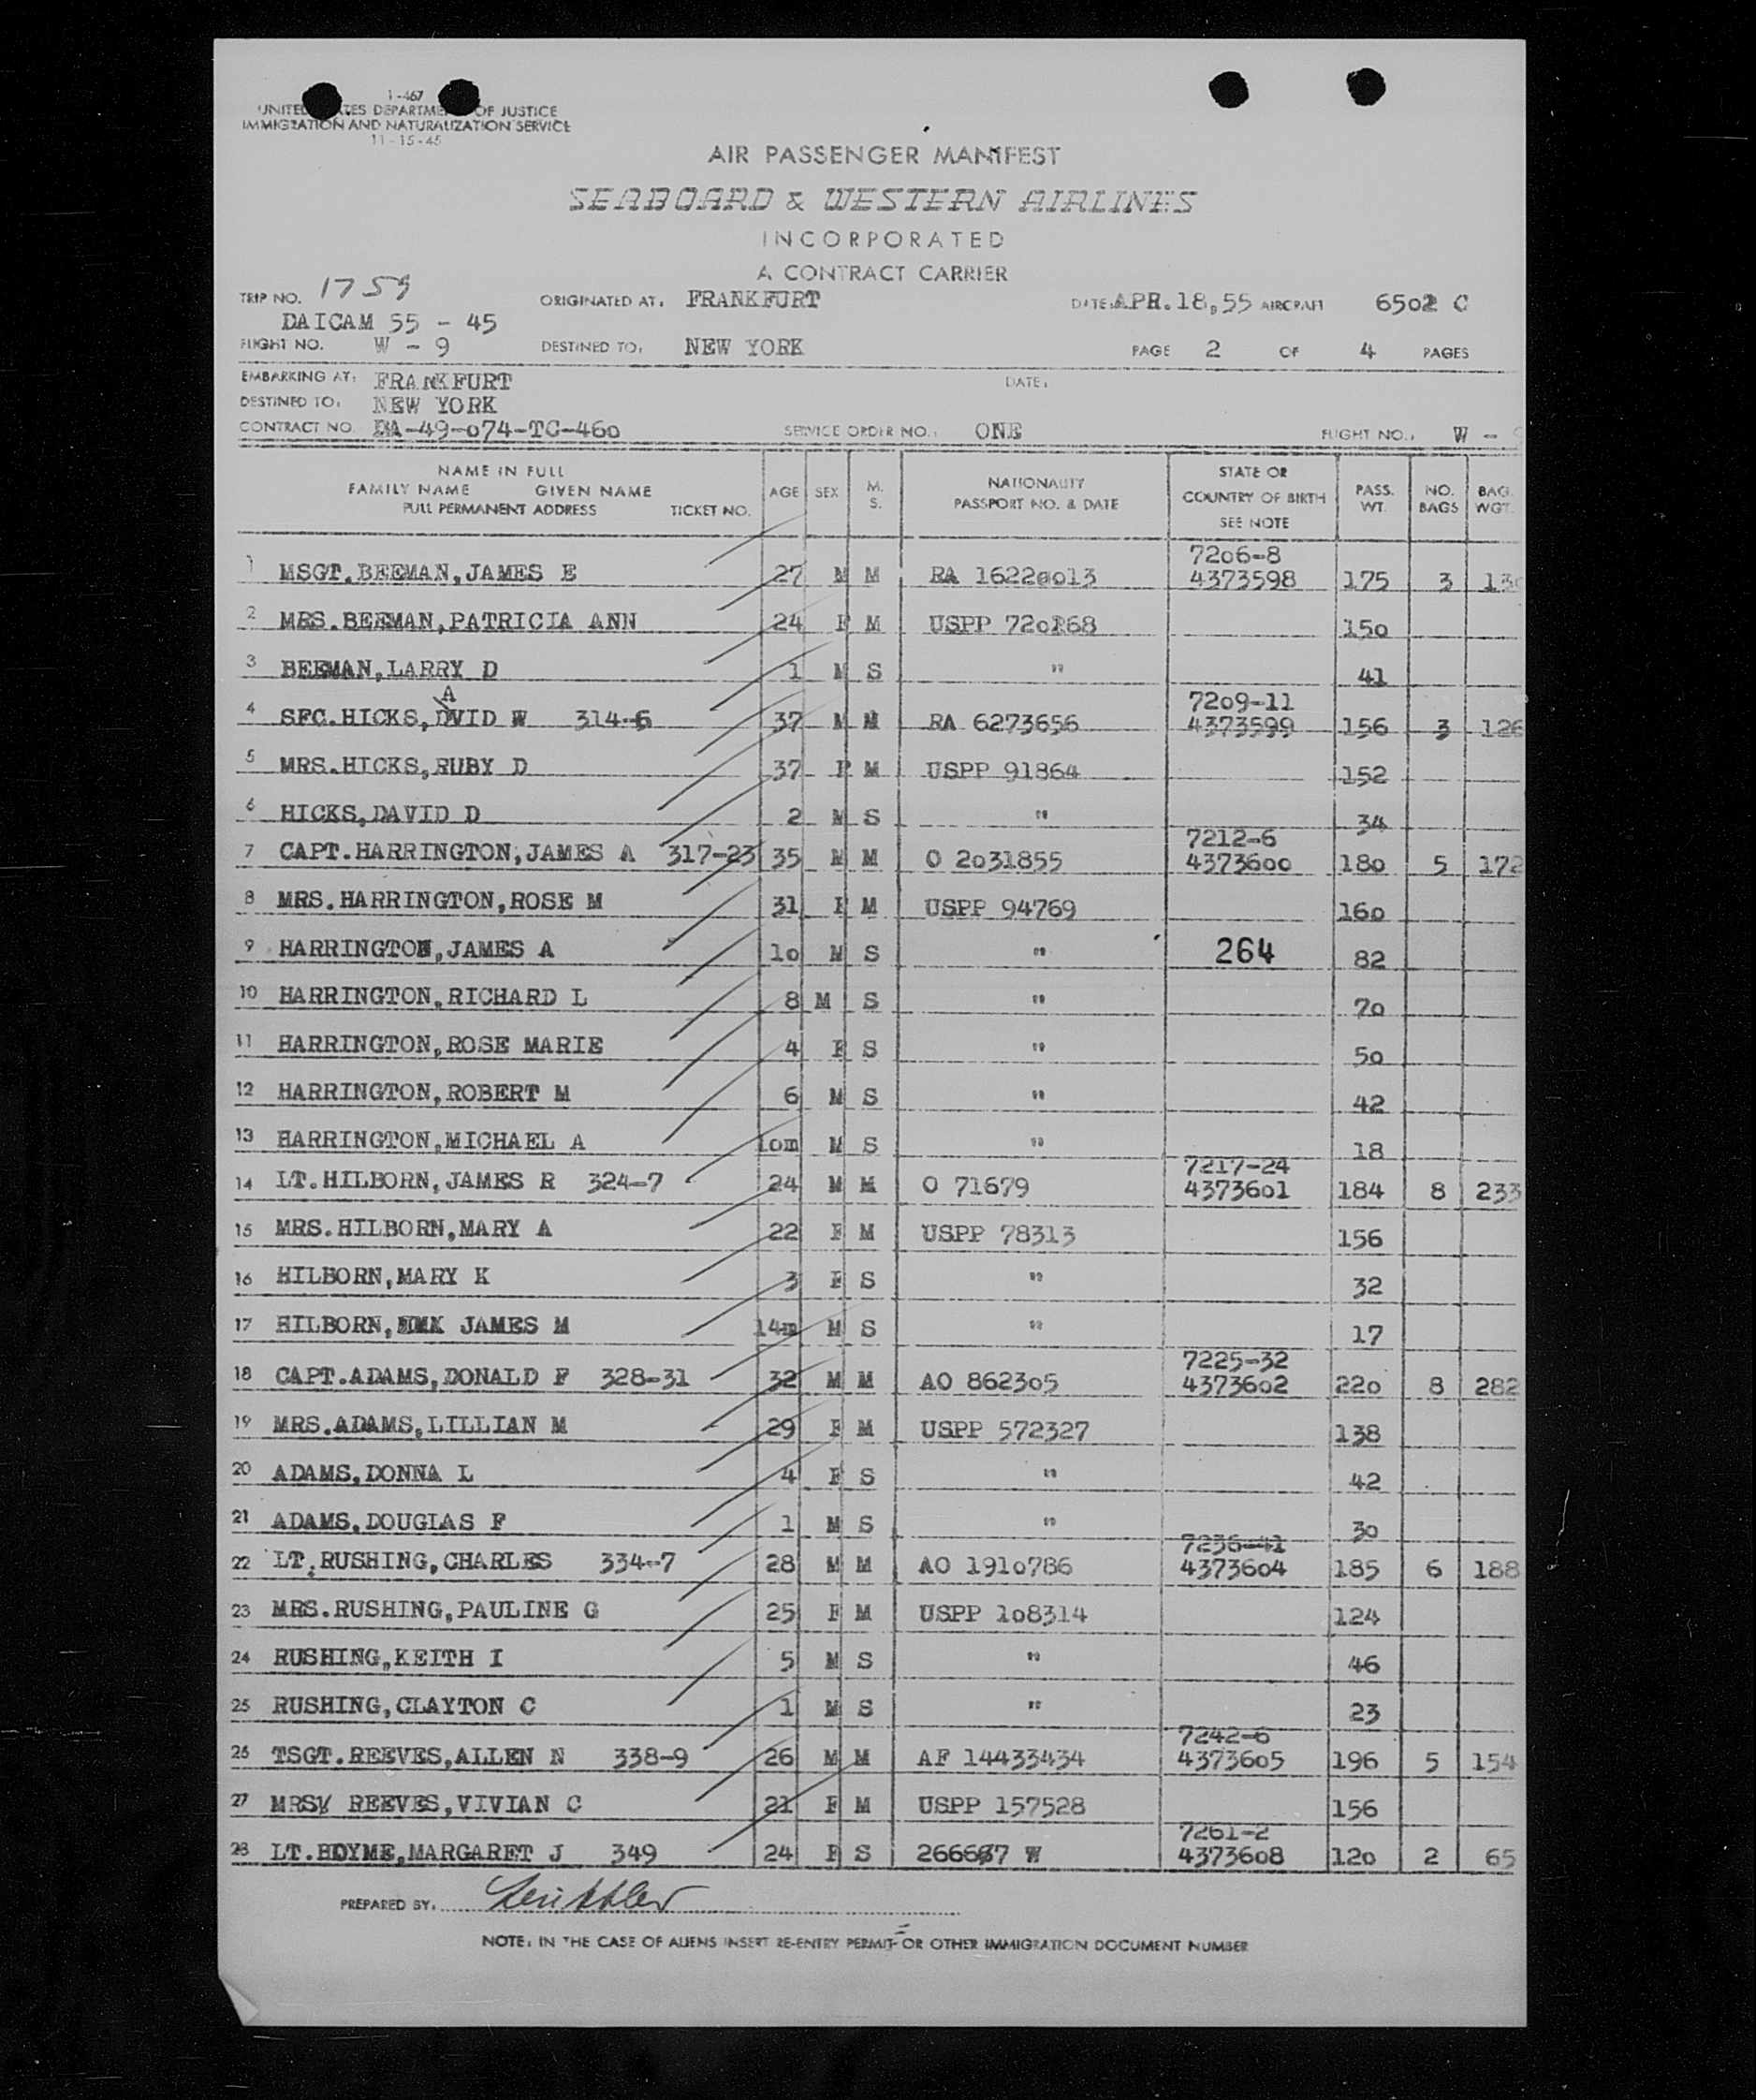 I-467
UNITED STATES DEPARTMENT OF JUSTICE
IMMIGRATION AND NATURALIZATION SERVICE
11-15-45
AIR PASSENGER MANIFEST
SEABOARD & WESTERN AIRLINES
INCORPORATED
A CONTRACT CARRIER
TRIP NO. 1759 ORIGINATED AT: FRANKFURT DATE: APR.18,55 AIRCRAFT 6502 C
DAICAM 55 - 45
FLIGHT NO. W - 9 DESTINED TO: NEW YORK PAGE 2 OF 4 PAGES
EMBARKING AT: FRANKFURT DATE:
DESTINED TO: NEW YORK
CONTRACT NO. DA-49-074-TC-460 SERVICE ORDER NO.: ONE FLIGHT NO.: W -
NAME IN FULL
FAMILY NAME GIVEN NAME
FULL PERMANENT ADDRESS TICKET NO. AGE SEX M. S. NATIONALITY PASSPORT NO. & DATE STATE OR COUNTRY OF BIRTH SEE NOTE PASS. WT. NO. BAGS BAG. WGT.
7206-8
1 MSGT.BEEMAN,JAMES E 27 M M RA 16220013 4373598 175 3
2 MRS.BEEMAN,PATRICIA ANN 24 F M USPP 720168 150
3 BEEMAN,LARRY D 1 M S " 41
A 7209-11
4 SFC.HICKS,DVID W 314-6 37 M M RA 6273656 4373599 156 3 126
5 MRS.HICKS,RUBY D 37 F M USPP 91864 152
6 HICKS,DAVID D 2 M S " 34
7212-6
7 CAPT.HARRINGTON,JAMES A 317-23 35 M M O 2031855 4373600 180 5 172
8 MRS.HARRINGTON,ROSE M 31 F M USPP 94769 160
9 HARRINGTON,JAMES A 10 M S " 264 82
10 HARRINGTON,RICHARD L 8 M S " 70
11 HARRINGTON,ROSE MARIE 4 F S " 50
12 HARRINGTON,ROBERT M 6 M S " 42
13 HARRINGTON,MICHAEL A 10m M S " 18
7217-24
14 LT.HILBORN,JAMES R 324-7 24 M M O 71679 4373601 184 8 233
15 MRS.HILBORN,MARY A 22 F M USPP 78313 156
16 HILBORN,MARY K 3 F S " 32
17 HILBORN, JAMES M 14m M S " 17
7225-32
18 CAPT.ADAMS,DONALD F 328-31 32 M M AO 862305 4373602 220 8 282
19 MRS.ADAMS,LILLIAN M 29 F M USPP 572327 138
20 ADAMS,DONNA L 4 F S " 42
21 ADAMS,DOUGLAS F 1 M S " 30
7236-41
22 LT.RUSHING,CHARLES 334-7 28 M M AO 1910786 4373604 185 6 188
23 MRS.RUSHING,PAULINE G 25 F M USPP 108314 124
24 RUSHING,KEITH I 5 M S " 46
25 RUSHING,CLAYTON C 1 M S " 23
7242-6
26 TSGT.REEVES,ALLEN N 338-9 26 M M AF 14433434 4373605 196 5 154
27 MRS REEVES,VIVIAN C 21 F M USPP 157528 156
7261-2
28 LT.BOYME,MARGARET J 349 24 F S 266667 W 4373608 120 2 65
PREPARED BY:
NOTE: IN THE CASE OF ALIENS INSERT RE-ENTRY PERMIT OR OTHER IMMIGRATION DOCUMENT NUMBER